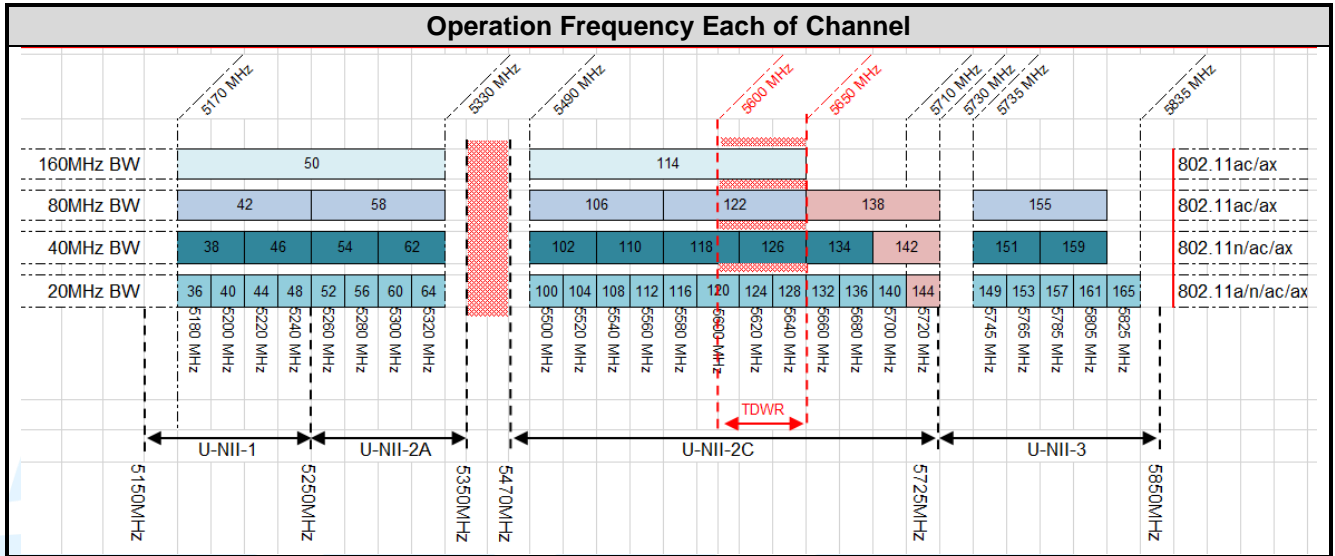 Operation Frequency Each of Channel
5170 MHz
5330 MHz
5490 MHz
5600 MHz
5650 MHz
5710 MHz
5730 MHz
5735 MHz
5835 MHz
160MHz BW
50
114
802.11ac/ax
80MHz BW
42
58
106
122
138
155
802.11ac/ax
40MHz BW
38
46
54
62
102
110
118
126
134
142
151
159
802.11n/ac/ax
20MHz BW
36
40
44
48
52
56
60
64
100
104
108
112
116
120
124
128
132
136
140
144
149
153
157
161
165
802.11a/n/ac/ax
5180 MHz
5200 MHz
5220 MHz
5240 MHz
5260 MHz
5280 MHz
5300 MHz
5320 MHz
5500 MHz
5520 MHz
5540 MHz
5560 MHz
5580 MHz
5600 MHz
5620 MHz
5640 MHz
5660 MHz
5680 MHz
5700 MHz
5720 MHz
5745 MHz
5765 MHz
5785 MHz
5805 MHz
5825 MHz
TDWR
U-NII-1
U-NII-2A
U-NII-2C
U-NII-3
5150MHz
5250MHz
5350MHz
5470MHz
5725MHz
5850MHz